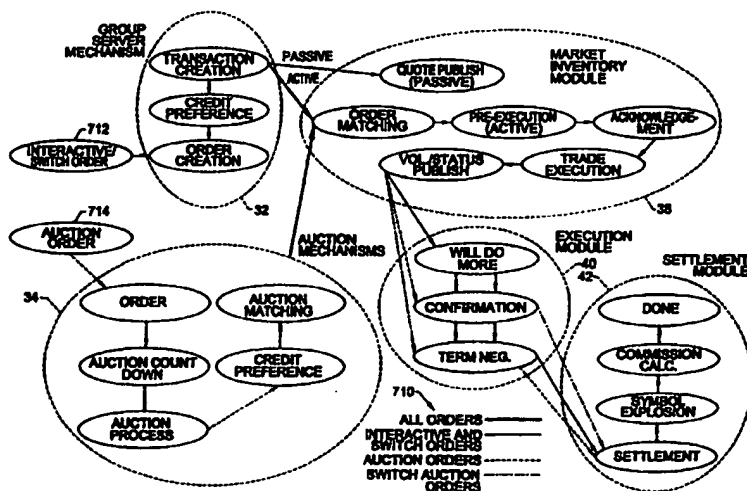 GROUP
SERVER
MECHANISM
TRANSACTION
CREATION
CREDIT
PREFERENCE
ORDER
CREATION
32
712
INTERACTIVE/
SWITCH ORDER
PASSIVE
ACTIVE
MARKET
INVENTORY
MODULE
QUOTE PUBLISH
(PASSIVE)
ORDER
MATCHING
PRE-EXECUTION
(ACTIVE)
ACKNOWLEDGE-
MENT
VOL/STATUS
PUBLISH
TRADE
EXECUTION
38
714
AUCTION
ORDER
AUCTION
MECHANISMS
34
ORDER
AUCTION
MATCHING
AUCTION COUNT
DOWN
CREDIT
PREFERENCE
AUCTION
PROCESS
EXECUTION
MODULE
40
WILL DO
MORE
CONFIRMATION
TERM NEG.
42
SETTLEMENT
MODULE
DONE
COMMISSION
CALC.
SYMBOL
EXPLOSION
SETTLEMENT
710
ALL ORDERS
INTERACTIVE AND
SWITCH ORDERS
AUCTION ORDERS
SWITCH AUCTION
ORDERS